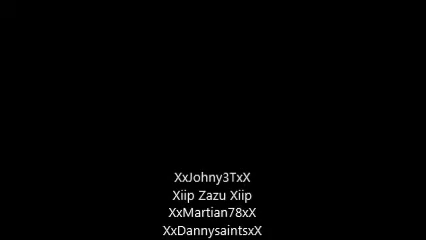 XxJohny3TxX
Xiip Zazu Xiip
XxMartian78xX
XxDannysaintsxX